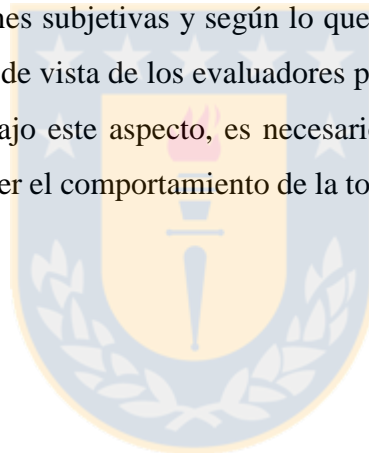 nes subjetivas y según lo que
de vista de los evaluadores p
ajo este aspecto, es necesario
er el comportamiento de la to